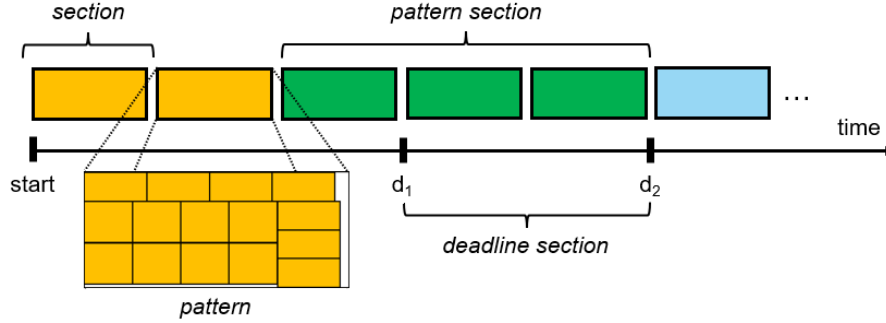 section
pattern section
...
time
start
d₁
d₂
deadline section
pattern